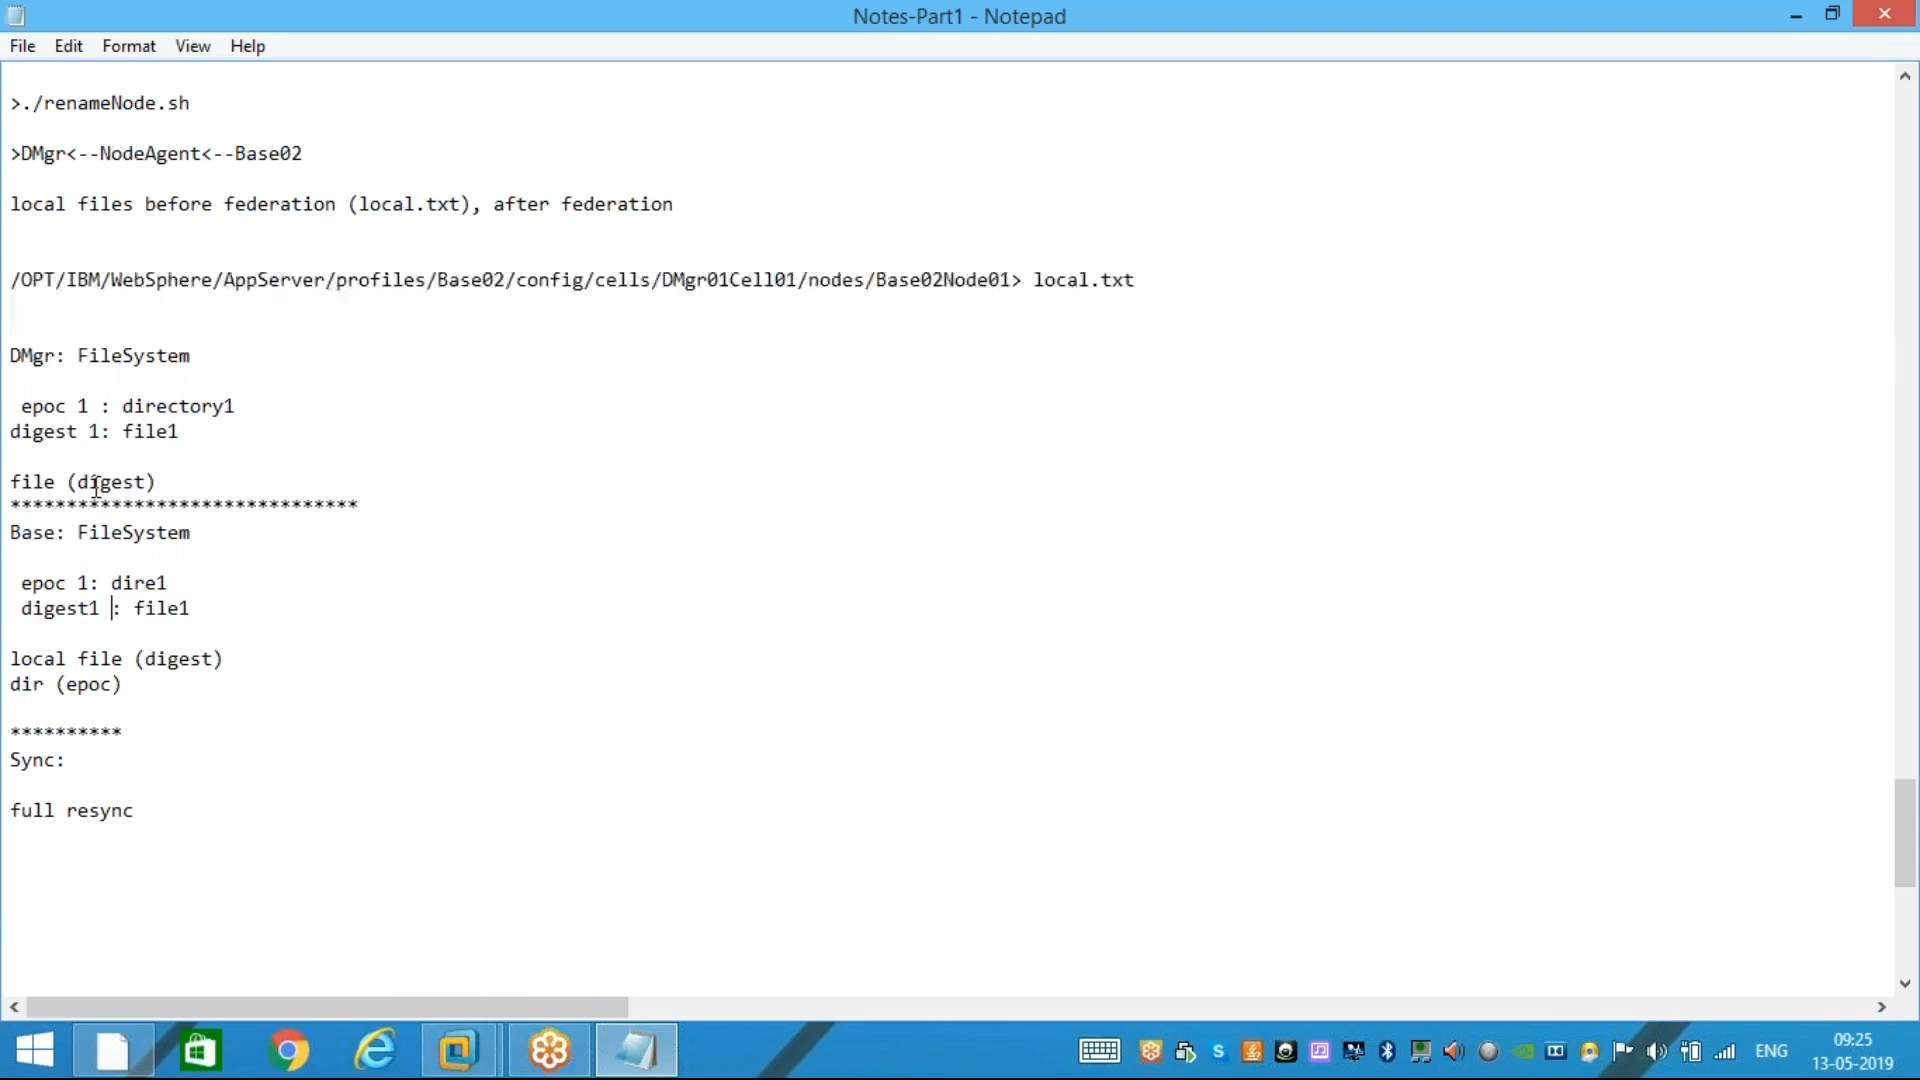 Notes-Part1 - Notepad
File Edit Format View Help
>./renameNode.sh
>DMgr<--NodeAgent<--Base02
local files before federation (local.txt), after federation
/OPT/IBM/WebSphere/AppServer/profiles/Base02/config/cells/DMgr01Cell01/nodes/Base02Node01> local.txt
DMgr: FileSystem
epoc 1 : directory1
digest 1: file1
file (digest)
*******************************
Base: FileSystem
epoc 1: dire1
digest1 : file1
local file (digest)
dir (epoc)
**********
Sync:
full resync
ENG
09:25
13-05-2019